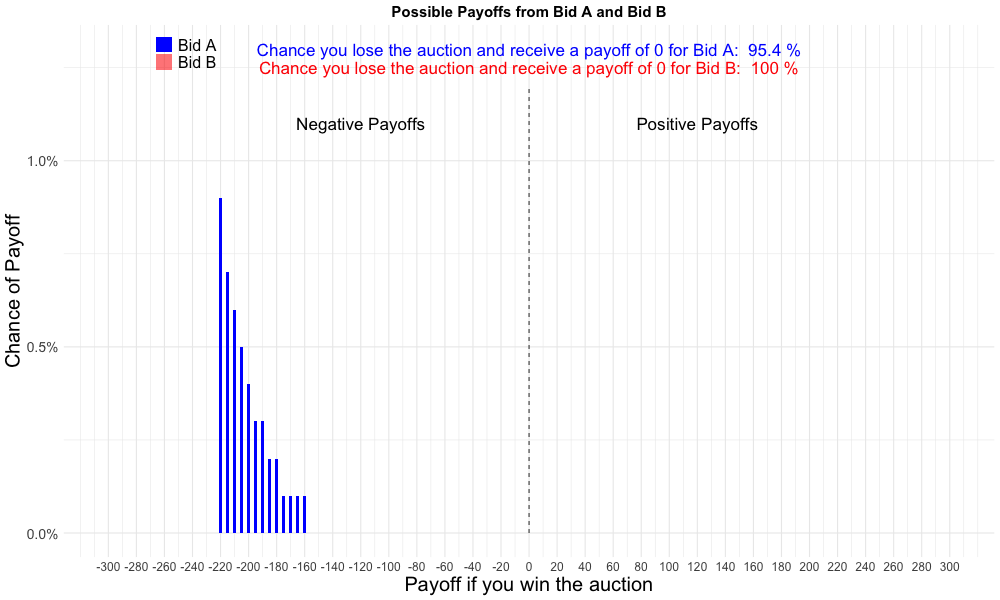 Possible Payoffs from Bid A and Bid B
Bid A
Bid B
Chance you lose the auction and receive a payoff of 0 for Bid A:  95.4 %
Chance you lose the auction and receive a payoff of 0 for Bid B:  100 %
Negative Payoffs
Positive Payoffs
Chance of Payoff
1.0%
0.5%
0.0%
-300 -280 -260 -240 -220 -200 -180 -160 -140 -120 -100 -80 -60 -40 -20 0 20 40 60 80 100 120 140 160 180 200 220 240 260 280 300
Payoff if you win the auction